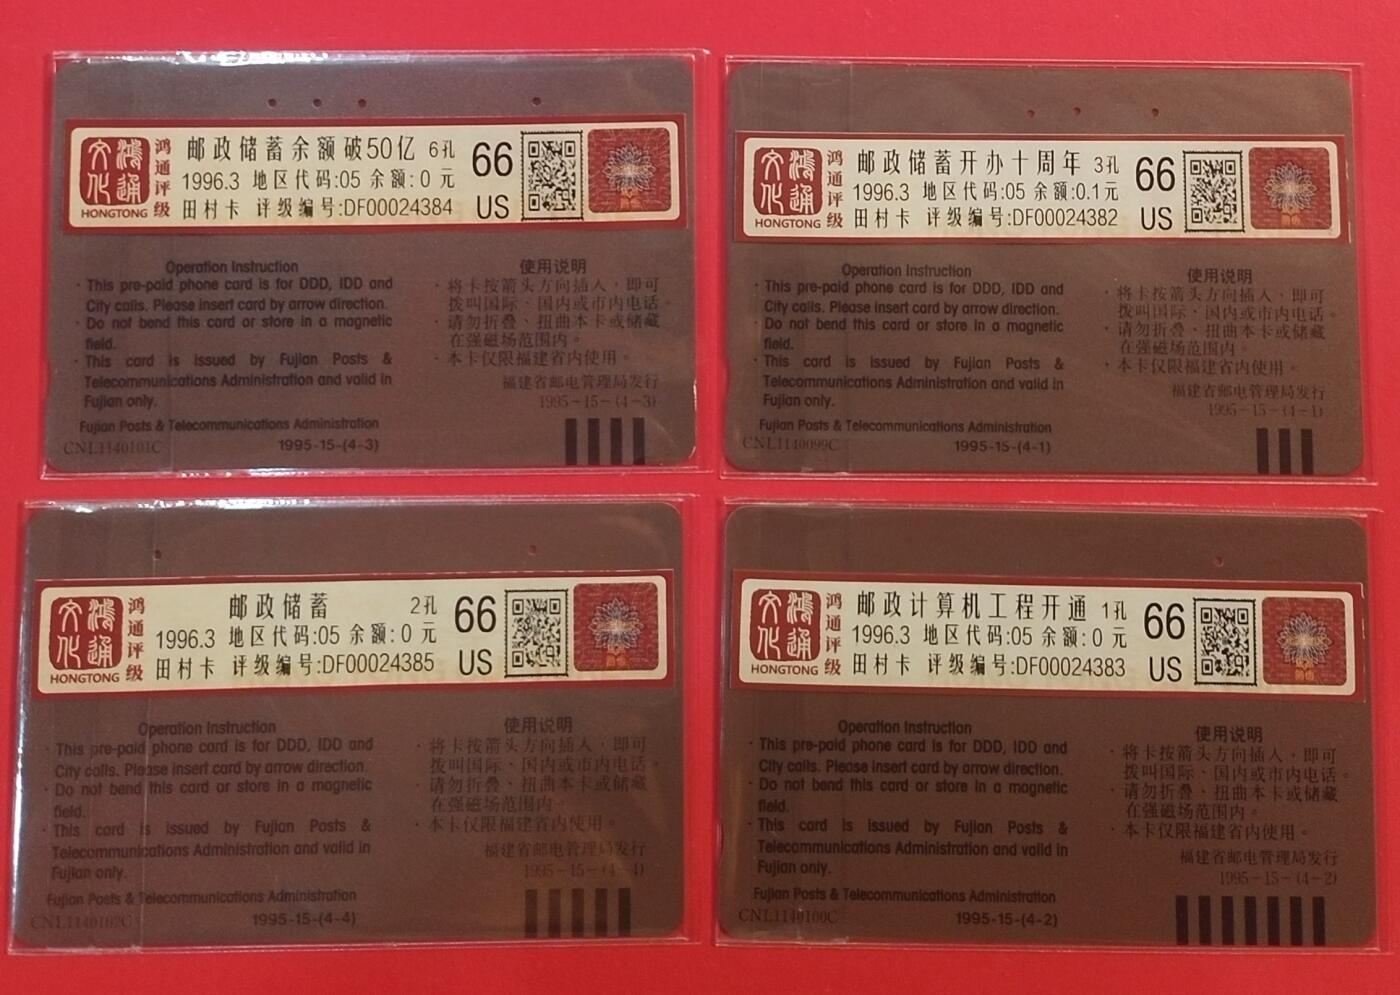 文鸿
化通
HONGTONG
鸿通评级
邮政储蓄余额破50亿 6孔
1996.3 地区代码:05 余额:0 元
田村卡 评级编号:DF00024384
66
US
Operation Instruction
· This pre-paid phone card is for DDD, IDD and
City calls. Please insert card by arrow direction.
· Do not bend this card or store in a magnetic
field.
· This card is issued by Fujian Posts &
Telecommunications Administration and valid in
Fujian only.
Fujian Posts & Telecommunications Administration
CNL1140101C
1995-15-(4-3)
使用说明
· 将卡按箭头方向插入，即可
拨叫国际、国内或市内电话。
· 请勿折叠、扭曲本卡或储藏
在强磁场范围内。
· 本卡仅限福建省内使用。
福建省邮电管理局发行
1995-15-(4-3)
文鸿
化通
HONGTONG
鸿通评级
邮政储蓄开办十周年 3孔
1996.3 地区代码:05 余额:0.1元
田村卡 评级编号:DF00024382
66
US
Operation Instruction
· This pre-paid phone card is for DDD, IDD and
City calls. Please insert card by arrow direction.
· Do not bend this card or store in a magnetic
field.
· This card is issued by Fujian Posts &
Telecommunications Administration and valid in
Fujian only.
Fujian Posts & Telecommunications Administration
CNL1140099C
1995-15-(4-1)
使用说明
· 将卡按箭头方向插入，即可
拨叫国际、国内或市内电话。
· 请勿折叠、扭曲本卡或储藏
在强磁场范围内。
· 本卡仅限福建省内使用。
福建省邮电管理局发行
1995-15-(4-1)
文鸿
化通
HONGTONG
鸿通评级
邮政储蓄 2孔
1996.3 地区代码:05 余额:0 元
田村卡 评级编号:DF00024385
66
US
Operation Instruction
· This pre-paid phone card is for DDD, IDD and
City calls. Please insert card by arrow direction.
· Do not bend this card or store in a magnetic
field.
· This card is issued by Fujian Posts &
Telecommunications Administration and valid in
Fujian only.
Fujian Posts & Telecommunications Administration
CNL1140102C
1995-15-(4-4)
使用说明
· 将卡按箭头方向插入，即可
拨叫国际、国内或市内电话。
· 请勿折叠、扭曲本卡或储藏
在强磁场范围内。
· 本卡仅限福建省内使用。
福建省邮电管理局发行
1995-15-(4-4)
文鸿
化通
HONGTONG
鸿通评级
邮政计算机工程开通 1孔
1996.3 地区代码:05 余额:0 元
田村卡 评级编号:DF00024383
66
US
Operation Instruction
· This pre-paid phone card is for DDD, IDD and
City calls. Please insert card by arrow direction.
· Do not bend this card or store in a magnetic
field.
· This card is issued by Fujian Posts &
Telecommunications Administration and valid in
Fujian only.
Fujian Posts & Telecommunications Administration
CNL1140100C
1995-15-(4-2)
使用说明
· 将卡按箭头方向插入，即可
拨叫国际、国内或市内电话。
· 请勿折叠、扭曲本卡或储藏
在强磁场范围内。
· 本卡仅限福建省内使用。
福建省邮电管理局发行
1995-15-(4-2)